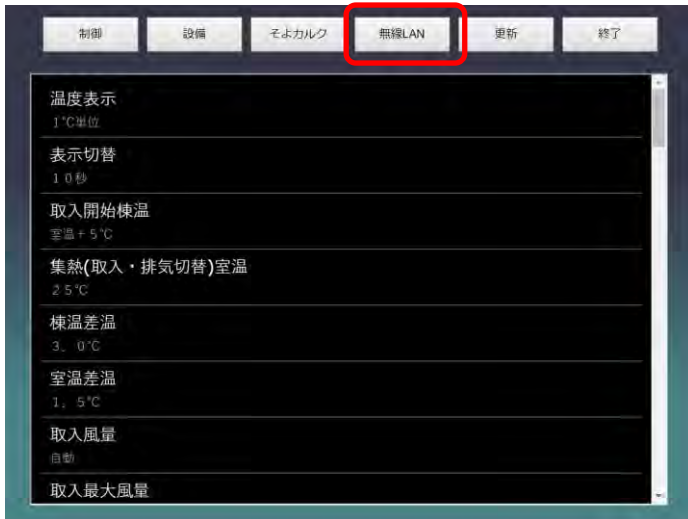 制御
設備
そよカルク
無線LAN
更新
終了
温度表示
1℃単位
表示切替
10秒
取入開始棟温
室温+5℃
集熱(取入・排気切替)室温
25℃
棟温差温
3.0℃
室温差温
1.5℃
取入風量
自動
取入最大風量